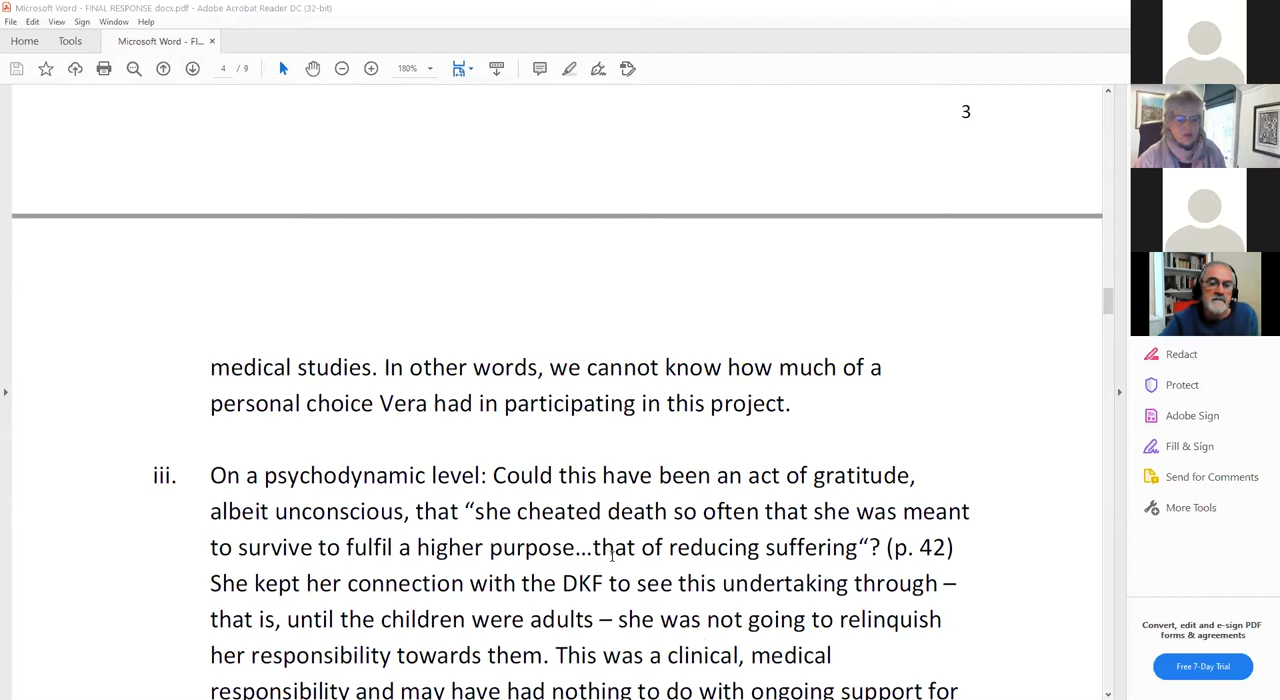 Microsoft Word - FINAL RESPONSE docx.pdf - Adobe Acrobat Reader DC (32-bit)
File Edit View Sign Window Help
Home Tools Microsoft Word - FI... ×
4 / 9 180%
3
medical studies. In other words, we cannot know how much of a
personal choice Vera had in participating in this project.
iii. On a psychodynamic level: Could this have been an act of gratitude,
albeit unconscious, that “she cheated death so often that she was meant
to survive to fulfil a higher purpose...that of reducing suffering“? (p. 42)
She kept her connection with the DKF to see this undertaking through –
that is, until the children were adults – she was not going to relinquish
her responsibility towards them. This was a clinical, medical
responsibility and may have had nothing to do with ongoing support for
Redact
Protect
Adobe Sign
Fill & Sign
Send for Comments
More Tools
Convert, edit and e-sign PDF
forms & agreements
Free 7-Day Trial